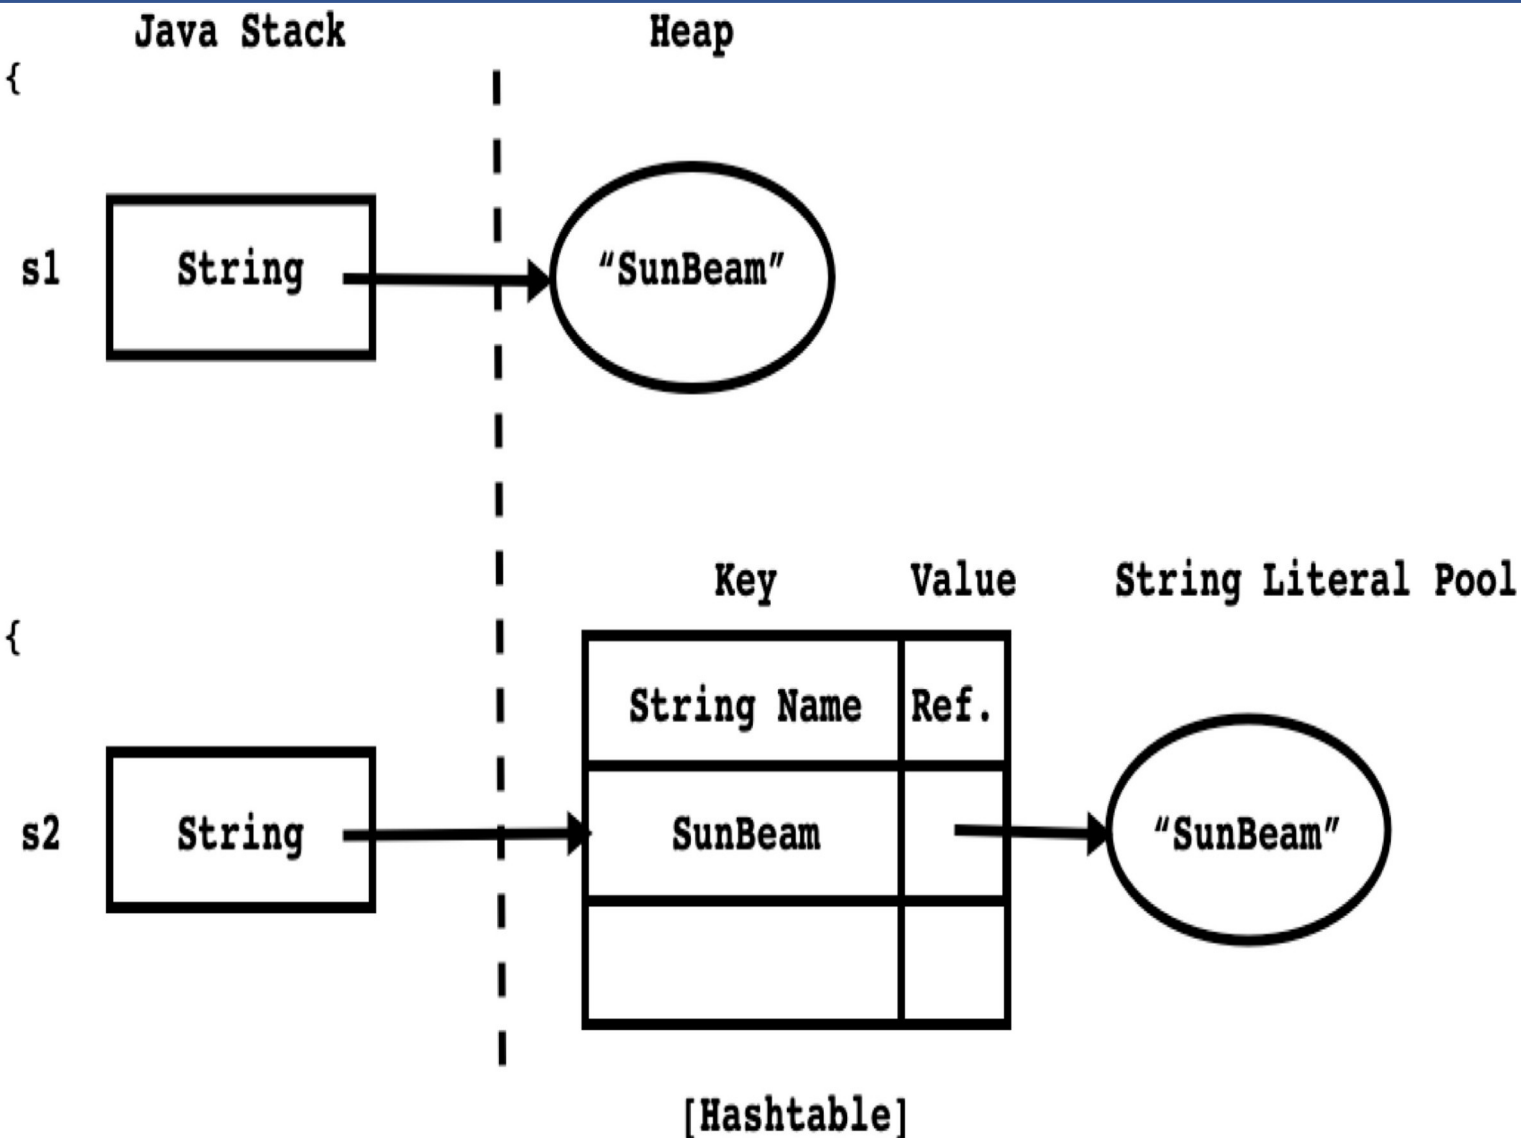 Java Stack Heap
{
s1 String “SunBeam”
Key Value String Literal Pool
{
String Name Ref.
s2 String SunBeam “SunBeam”
[Hashtable]